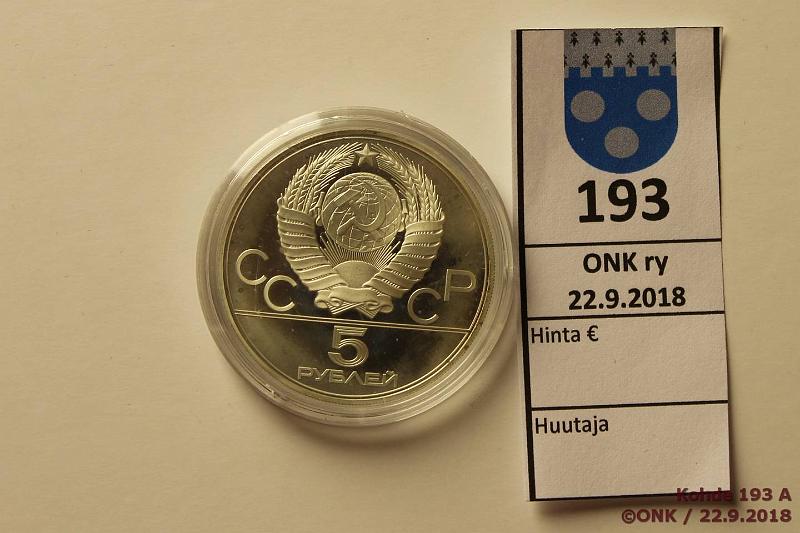 СС СР
5
РУБЛЕЙ
193
ONK ry
22.9.2018
Hinta €
Huutaja
Kohde 193 A
©ONK / 22.9.2018